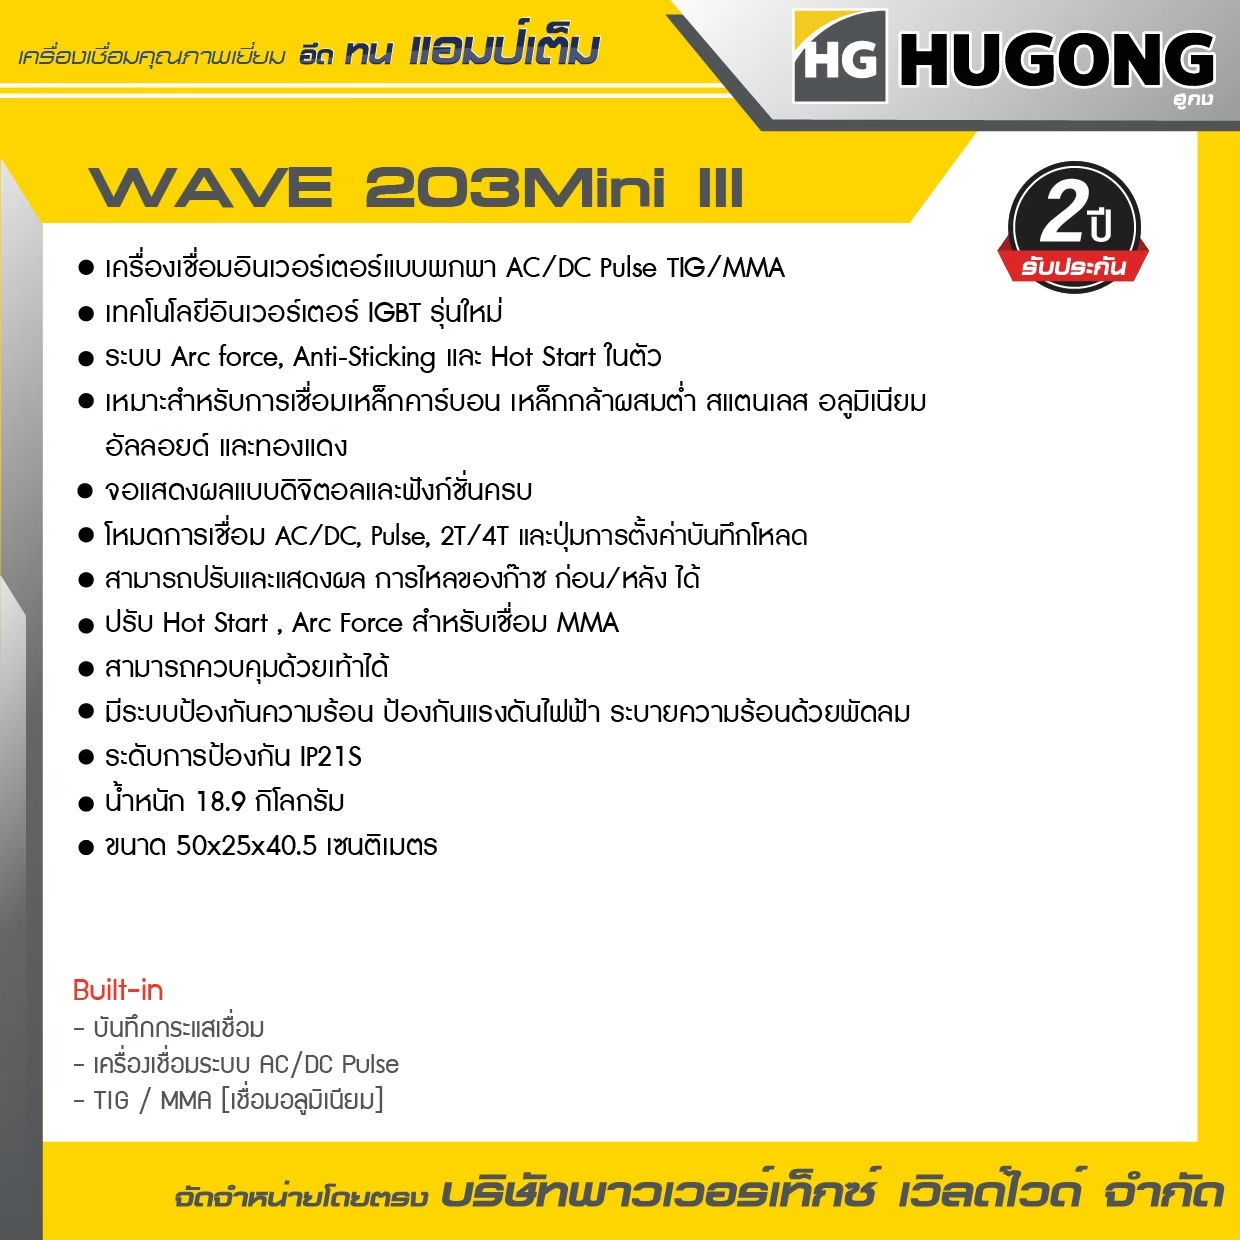 เครื่องเชื่อมคุณภาพเยี่ยม อึด ทน แอมป์เต็ม
HG HUGONG
ฮูกง
WAVE 203Mini III
2 ปี
รับประกัน
● เครื่องเชื่อมอินเวอร์เตอร์แบบพกพา AC/DC Pulse TIG/MMA
● เทคโนโลยีอินเวอร์เตอร์ IGBT รุ่นใหม่
● ระบบ Arc force, Anti-Sticking และ Hot Start ในตัว
● เหมาะสำหรับการเชื่อมเหล็กคาร์บอน เหล็กกล้าผสมต่ำ สแตนเลส อลูมิเนียม
อัลลอยด์ และทองแดง
● จอแสดงผลแบบดิจิตอลและฟังก์ชั่นครบ
● โหมดการเชื่อม AC/DC, Pulse, 2T/4T และปุ่มการตั้งค่าบันทึกโหลด
● สามารถปรับและแสดงผล การไหลของก๊าซ ก่อน/หลัง ได้
● ปรับ Hot Start , Arc Force สำหรับเชื่อม MMA
● สามารถควบคุมด้วยเท้าได้
● มีระบบป้องกันความร้อน ป้องกันแรงดันไฟฟ้า ระบายความร้อนด้วยพัดลม
● ระดับการป้องกัน IP21S
● น้ำหนัก 18.9 กิโลกรัม
● ขนาด 50x25x40.5 เซนติเมตร
Built-in
- บันทึกกระแสเชื่อม
- เครื่องเชื่อมระบบ AC/DC Pulse
- TIG / MMA [เชื่อมอลูมิเนียม]
จัดจำหน่ายโดยตรง บริษัทพาวเวอร์เท็กซ์ เวิลด์ไวด์ จำกัด